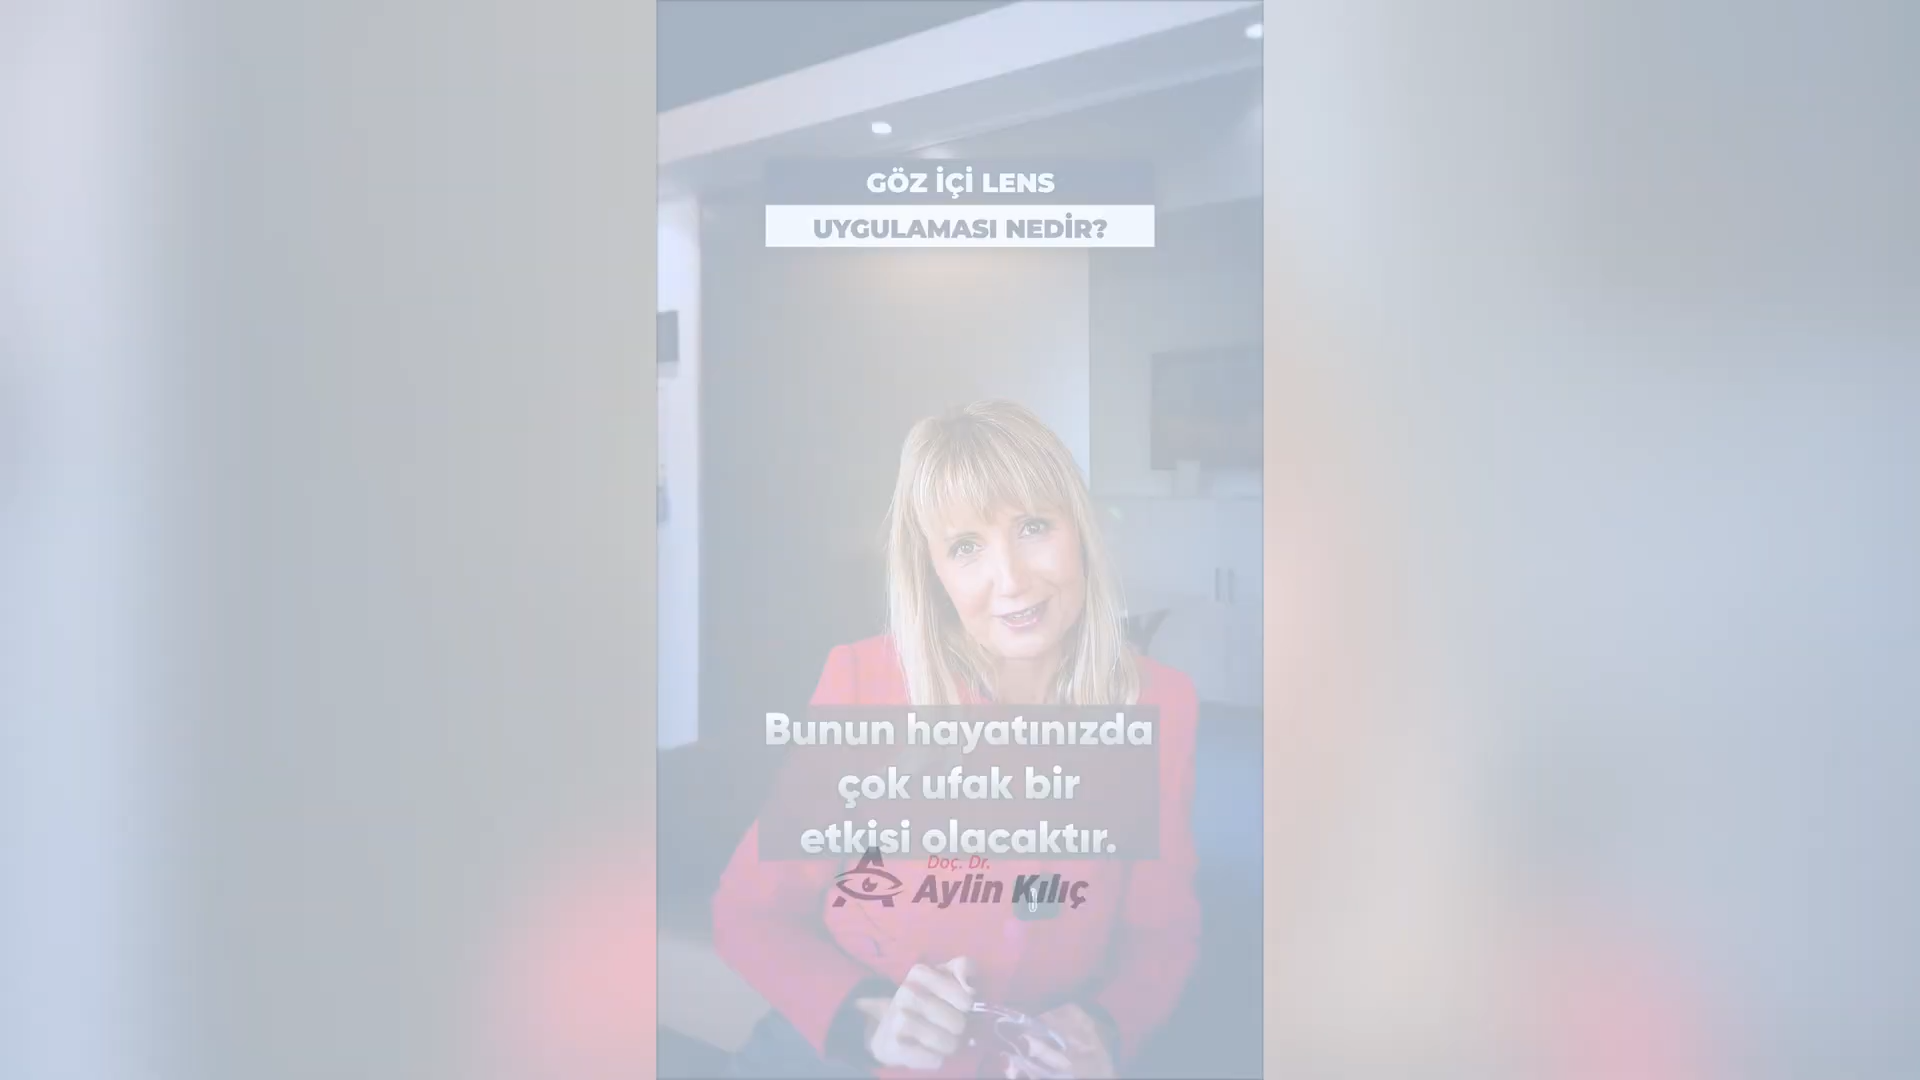 GÖZ İÇİ LENS
UYGULAMASI NEDİR?
Bunun hayatınızda
çok ufak bir
etkisi olacaktır.
Doç. Dr.
Aylin Kılıç